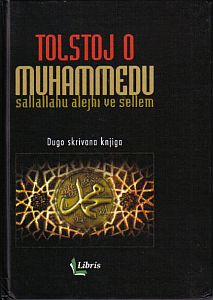 TOLSTOJ O
MUHAMMEDU
sallallahu alejhi ve sellem
Dugo skrivana knjiga
محمد
Libris